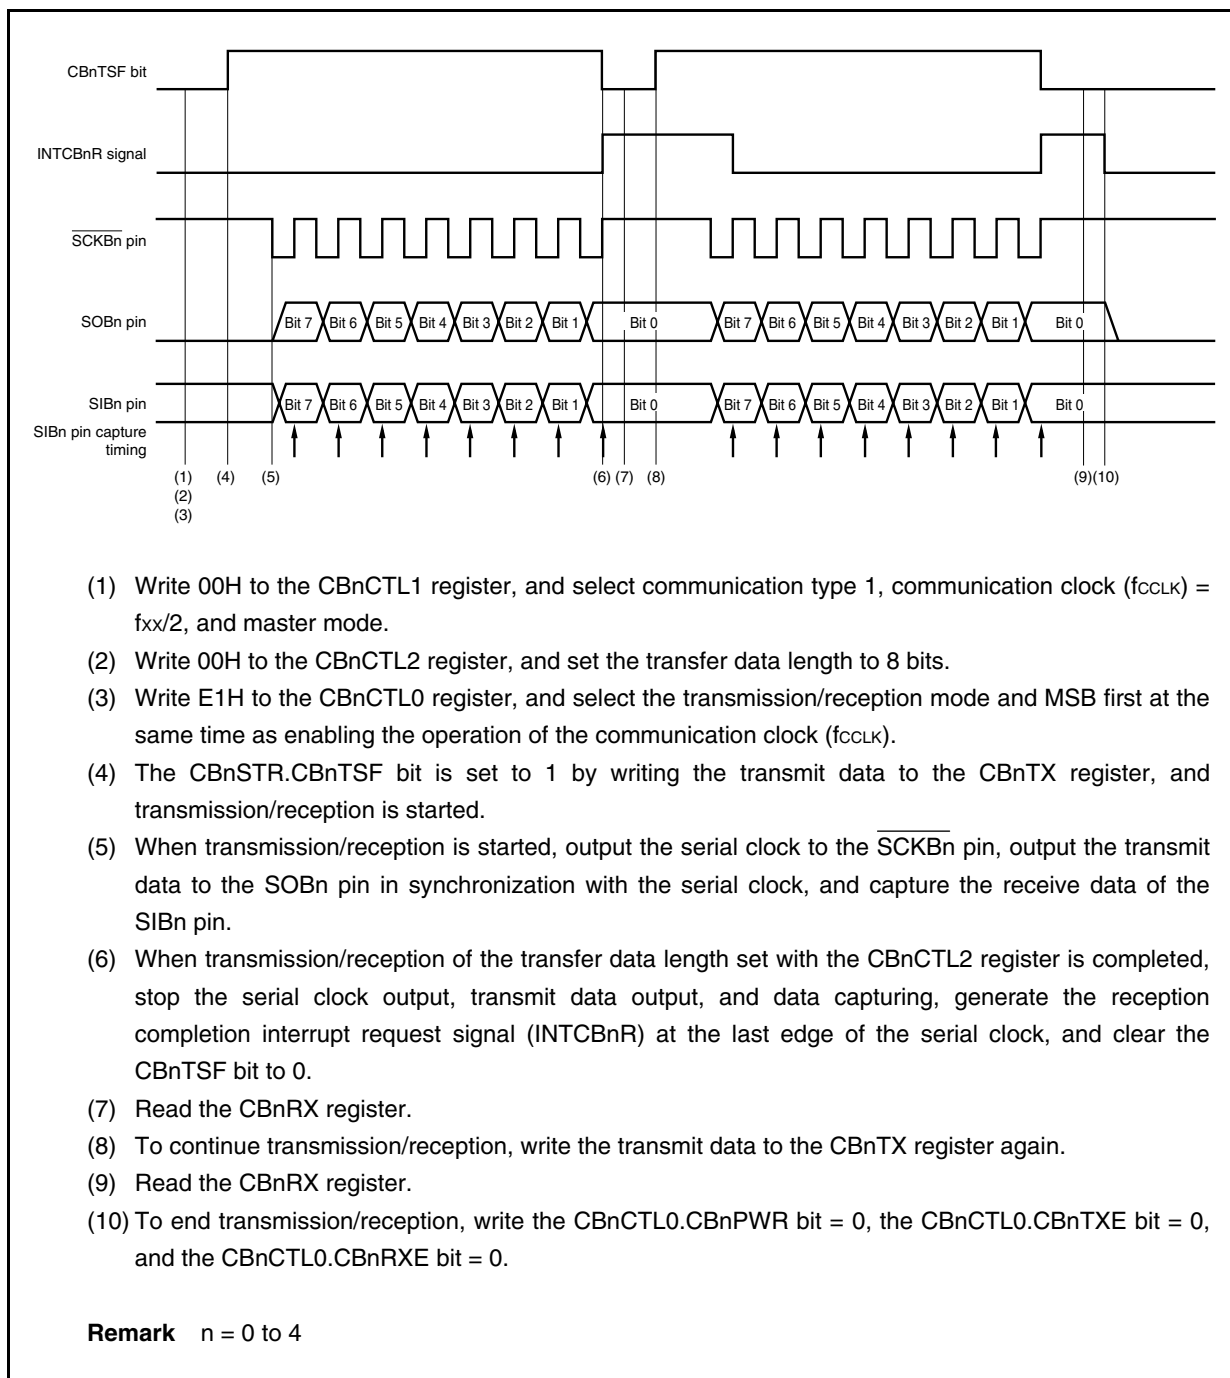 CBnTSF bit
INTCBnR signal
SCKBn pin
SOBn pin
Bit 7 Bit 6 Bit 5 Bit 4 Bit 3 Bit 2 Bit 1 Bit 0 Bit 7 Bit 6 Bit 5 Bit 4 Bit 3 Bit 2 Bit 1 Bit 0
SIBn pin
Bit 7 Bit 6 Bit 5 Bit 4 Bit 3 Bit 2 Bit 1 Bit 0 Bit 7 Bit 6 Bit 5 Bit 4 Bit 3 Bit 2 Bit 1 Bit 0
SIBn pin capture
timing
(1) (4) (5) (6) (7) (8) (9)(10)
(2)
(3)
(1) Write 00H to the CBnCTL1 register, and select communication type 1, communication clock (fCCLK) =
fxx/2, and master mode.
(2) Write 00H to the CBnCTL2 register, and set the transfer data length to 8 bits.
(3) Write E1H to the CBnCTL0 register, and select the transmission/reception mode and MSB first at the
same time as enabling the operation of the communication clock (fCCLK).
(4) The CBnSTR.CBnTSF bit is set to 1 by writing the transmit data to the CBnTX register, and
transmission/reception is started.
(5) When transmission/reception is started, output the serial clock to the SCKBn pin, output the transmit
data to the SOBn pin in synchronization with the serial clock, and capture the receive data of the
SIBn pin.
(6) When transmission/reception of the transfer data length set with the CBnCTL2 register is completed,
stop the serial clock output, transmit data output, and data capturing, generate the reception
completion interrupt request signal (INTCBnR) at the last edge of the serial clock, and clear the
CBnTSF bit to 0.
(7) Read the CBnRX register.
(8) To continue transmission/reception, write the transmit data to the CBnTX register again.
(9) Read the CBnRX register.
(10) To end transmission/reception, write the CBnCTL0.CBnPWR bit = 0, the CBnCTL0.CBnTXE bit = 0,
and the CBnCTL0.CBnRXE bit = 0.
Remark n = 0 to 4